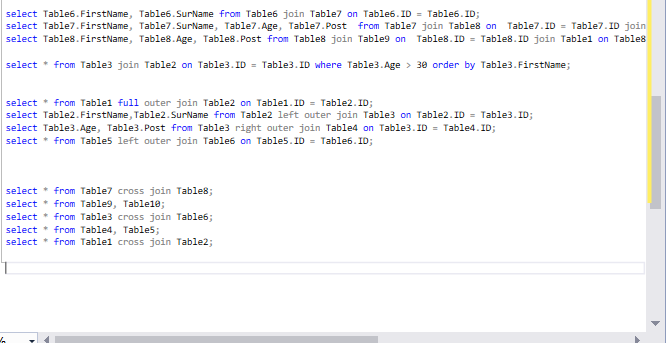 select Table6.FirstName, Table6.SurName from Table6 join Table7 on Table6.ID = Table6.ID;
select Table7.FirstName, Table7.SurName, Table7.Age, Table7.Post from Table7 join Table8 on Table7.ID = Table7.ID join
select Table8.FirstName, Table8.Age, Table8.Post from Table8 join Table9 on Table8.ID = Table8.ID join Table1 on Table8
select * from Table3 join Table2 on Table3.ID = Table3.ID where Table3.Age > 30 order by Table3.FirstName;
select * from Table1 full outer join Table2 on Table1.ID = Table2.ID;
select Table2.FirstName,Table2.SurName from Table2 left outer join Table3 on Table2.ID = Table3.ID;
select Table3.Age, Table3.Post from Table3 right outer join Table4 on Table3.ID = Table4.ID;
select * from Table5 left outer join Table6 on Table5.ID = Table6.ID;
select * from Table7 cross join Table8;
select * from Table9, Table10;
select * from Table3 cross join Table6;
select * from Table4, Table5;
select * from Table1 cross join Table2;
%